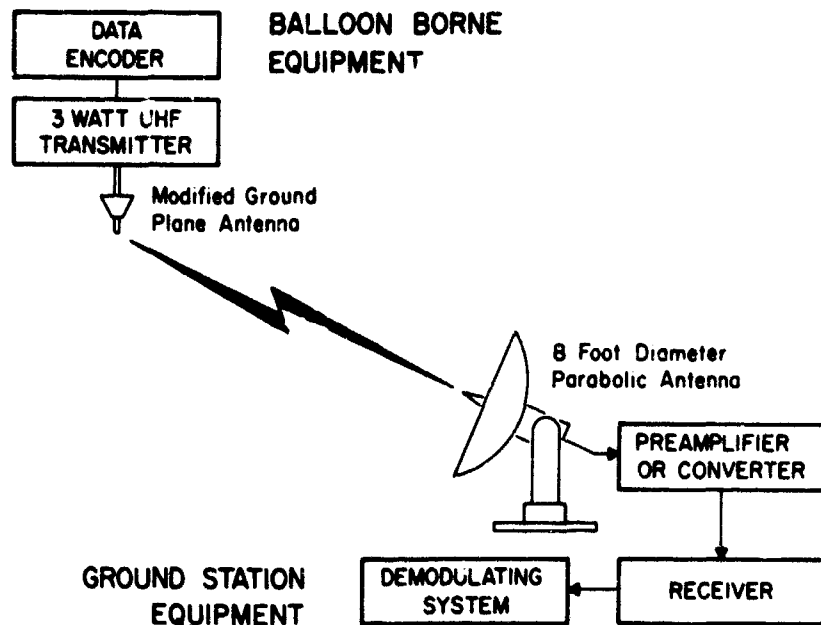 DATA
ENCODER
BALLOON BORNE
EQUIPMENT
3 WATT UHF
TRANSMITTER
Modified Ground
Plane Antenna
8 Foot Diameter
Parabolic Antenna
PREAMPLIFIER
OR CONVERTER
GROUND STATION
EQUIPMENT
DEMODULATING
SYSTEM
RECEIVER